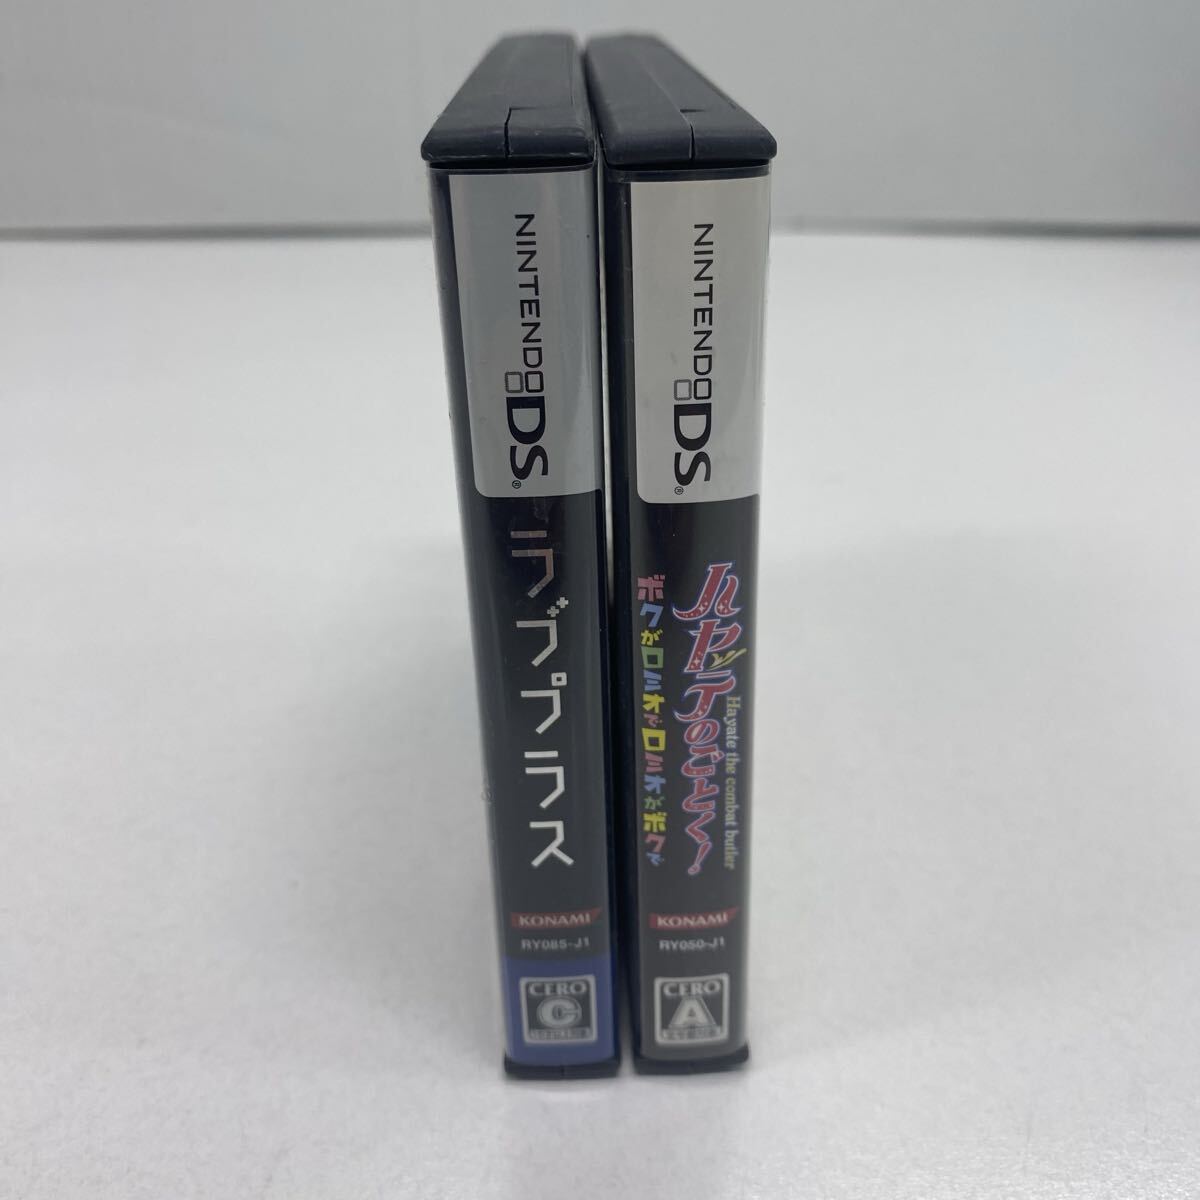 NINTENDO DS®
ラブプラス
KONAMI
RY085-J1
CERO
C
NINTENDO DS®
ハヤテのごとく!
Hayate the combat butler
ボクがロミオでロミオがボクで
KONAMI
RY050-J1
CERO
A